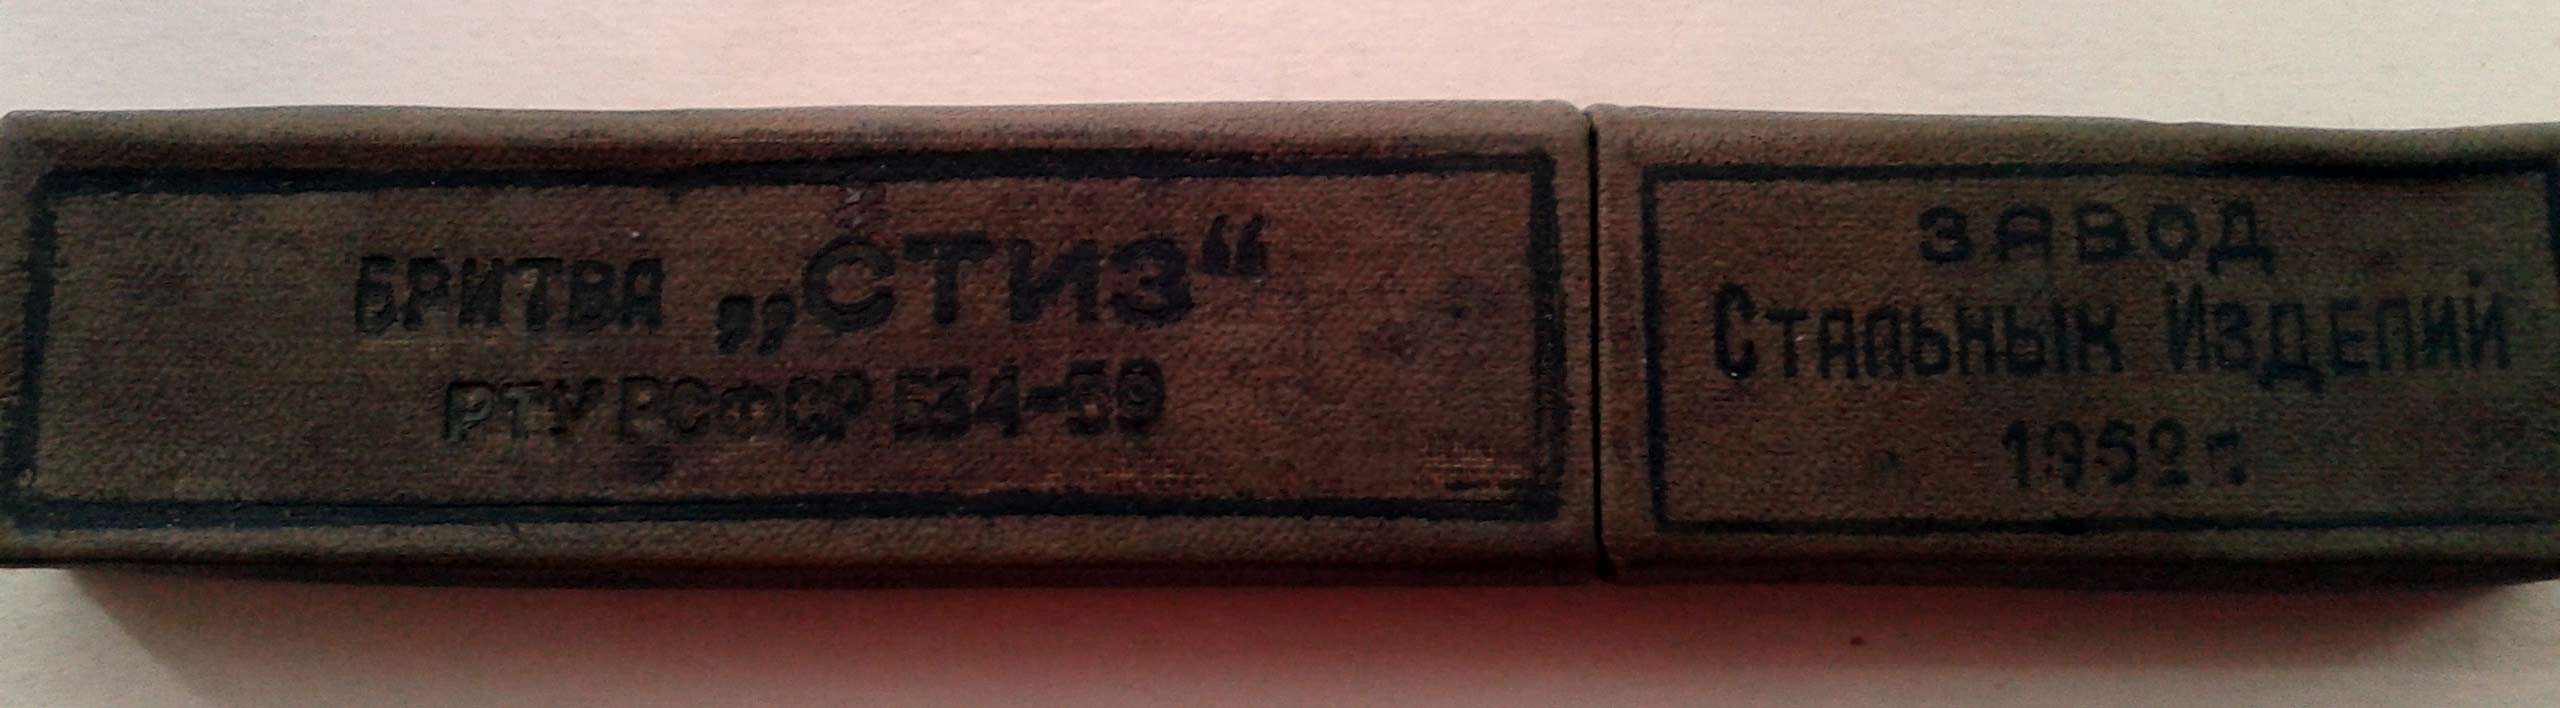 БРИТВА „СТИЗ“
РТУ РСФСР 534-59
ЗАВОД
Стальных Изделий
1962 г.